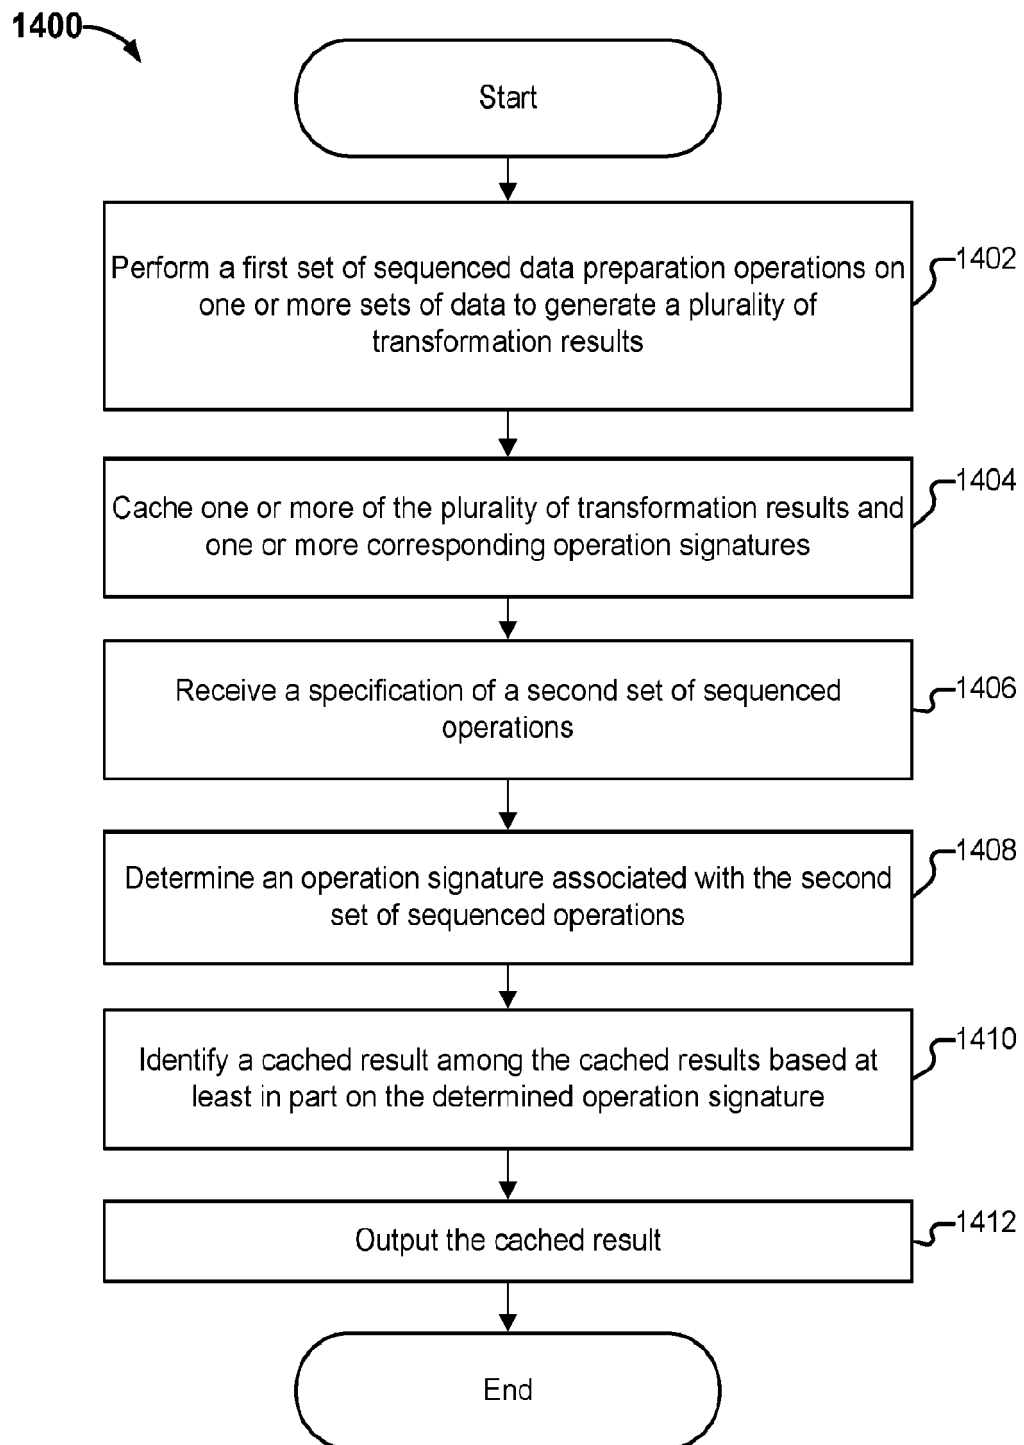 1400
Start
Perform a first set of sequenced data preparation operations on
one or more sets of data to generate a plurality of
transformation results
1402
Cache one or more of the plurality of transformation results and
one or more corresponding operation signatures
1404
Receive a specification of a second set of sequenced
operations
1406
Determine an operation signature associated with the second
set of sequenced operations
1408
Identify a cached result among the cached results based at
least in part on the determined operation signature
1410
Output the cached result
1412
End